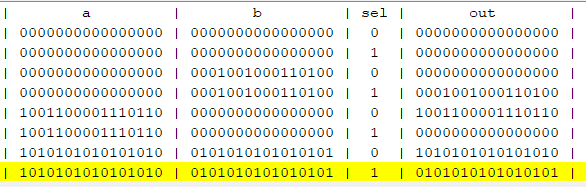 | a | b | sel | out |
| 0000000000000000 | 0000000000000000 | 0 | 0000000000000000 |
| 0000000000000000 | 0000000000000000 | 1 | 0000000000000000 |
| 0000000000000000 | 0001001000110100 | 0 | 0000000000000000 |
| 0000000000000000 | 0001001000110100 | 1 | 0001001000110100 |
| 1001100001110110 | 0000000000000000 | 0 | 1001100001110110 |
| 1001100001110110 | 0000000000000000 | 1 | 0000000000000000 |
| 1010101010101010 | 0101010101010101 | 0 | 1010101010101010 |
| 1010101010101010 | 0101010101010101 | 1 | 0101010101010101 |